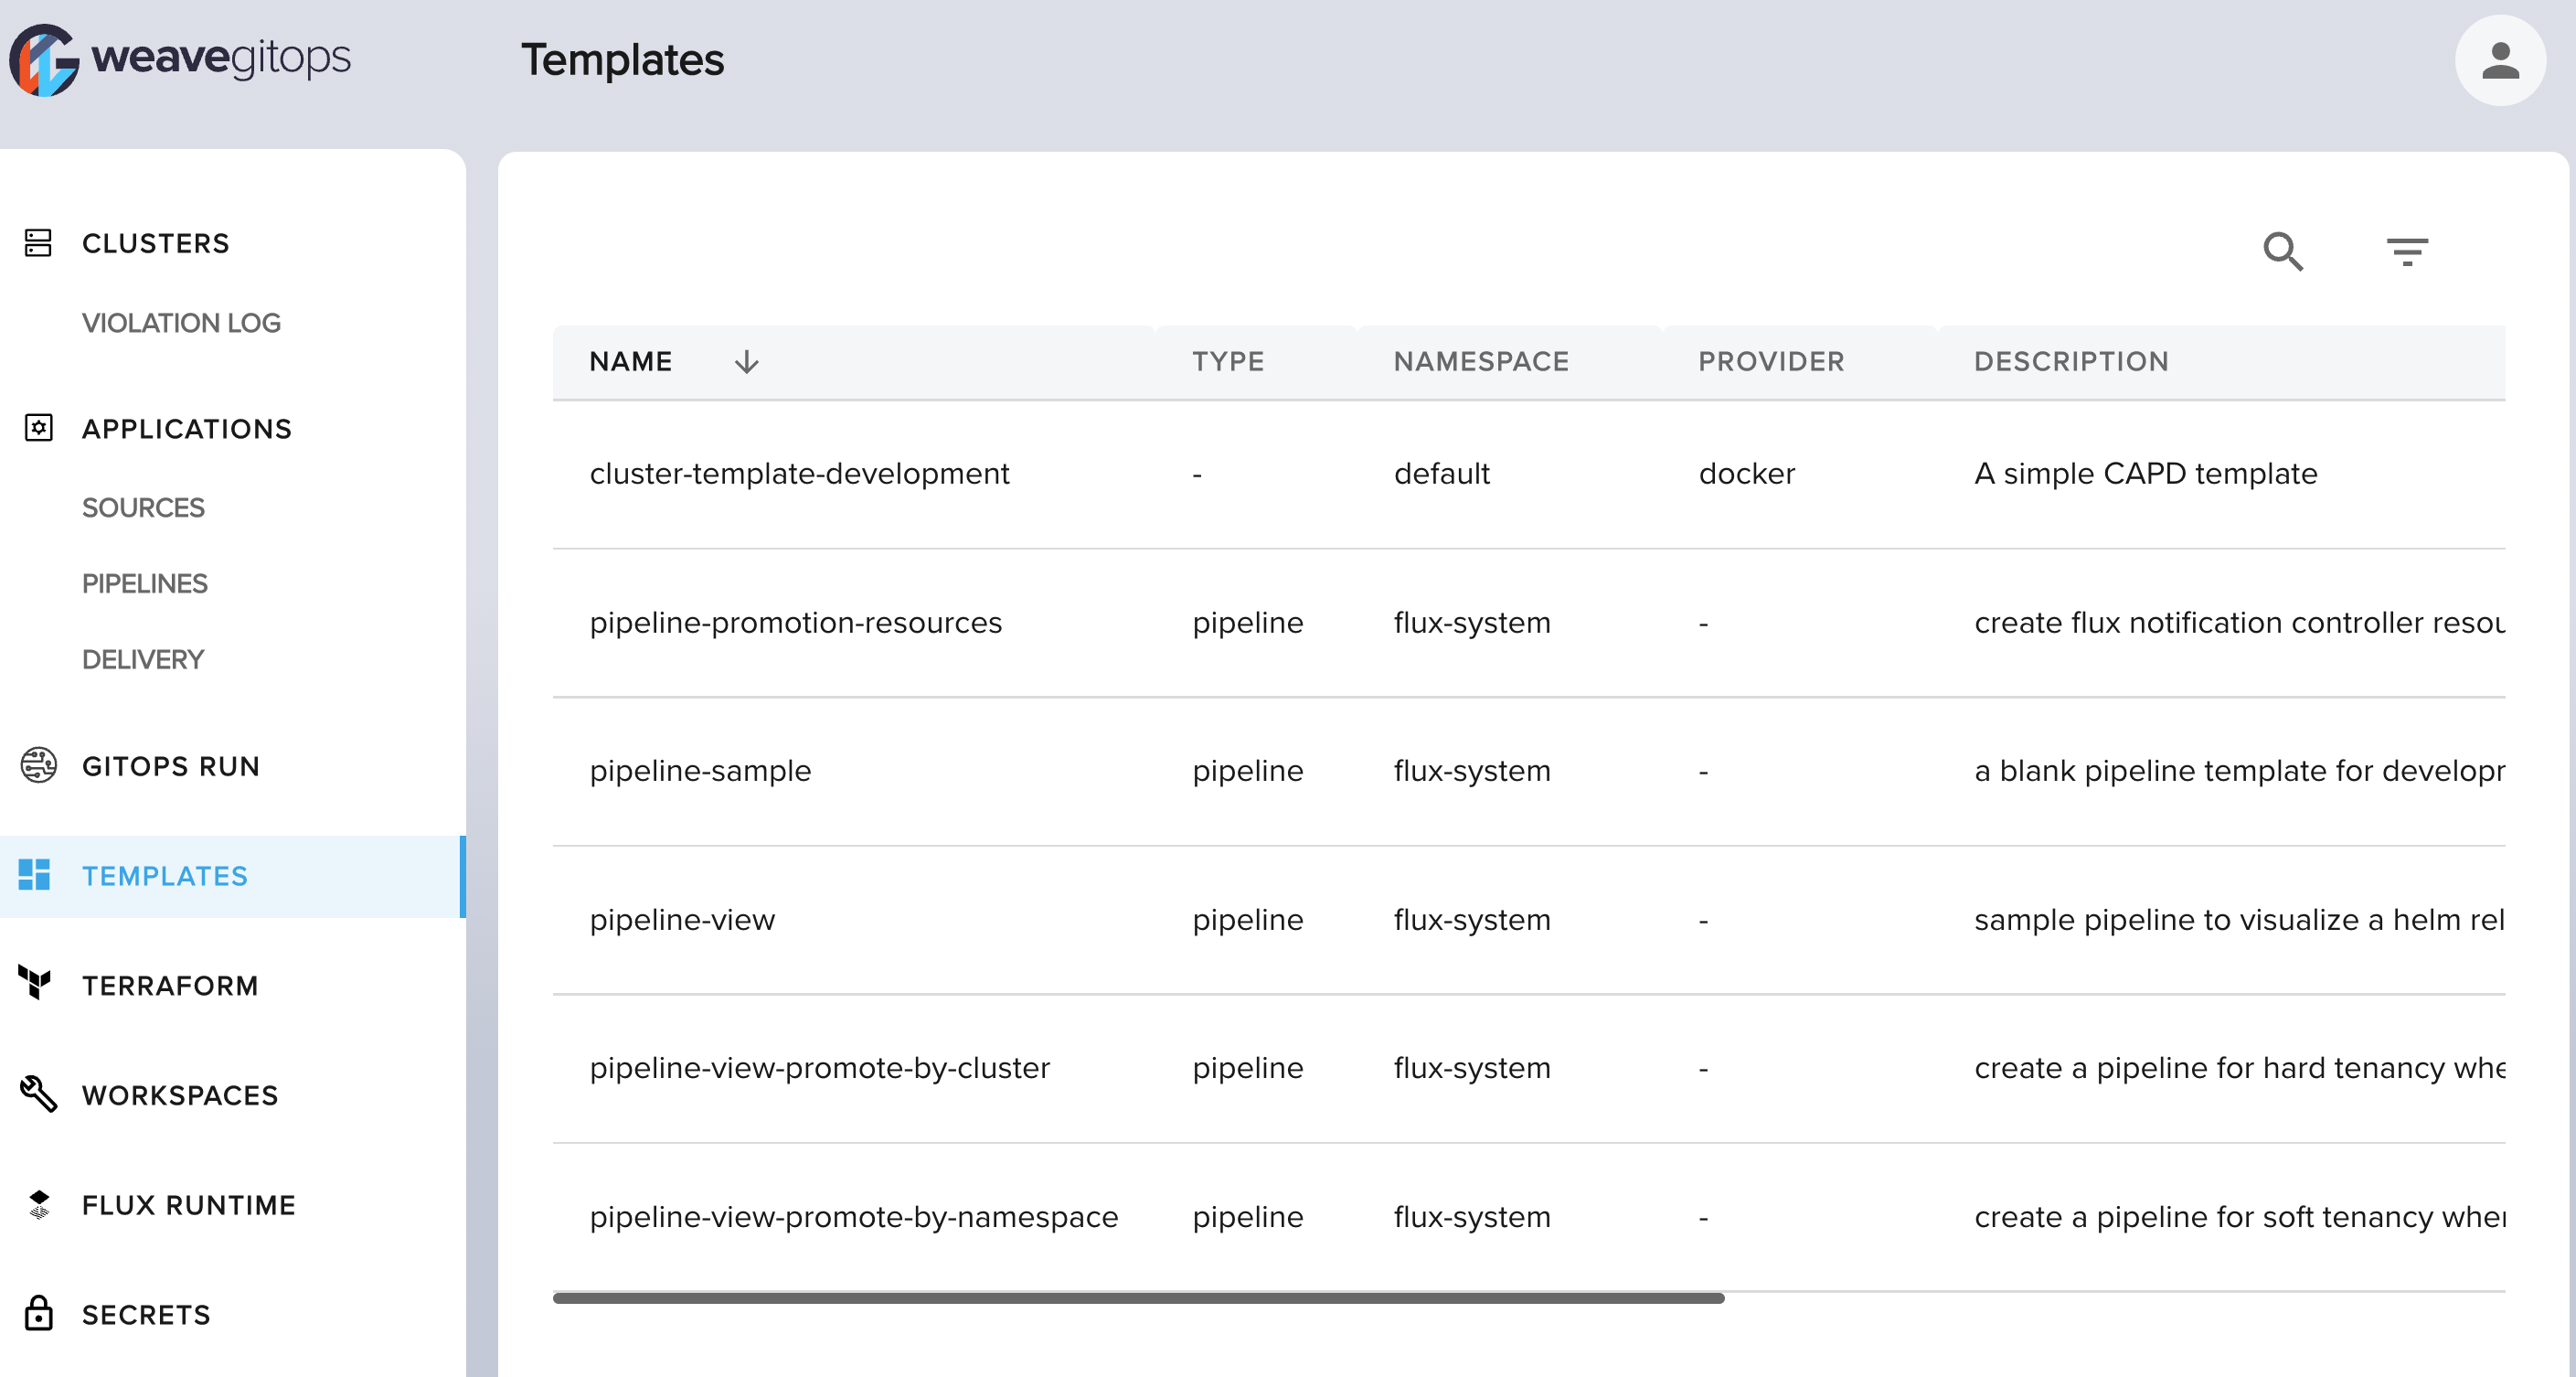 weavegitops
Templates
CLUSTERS
VIOLATION LOG
APPLICATIONS
SOURCES
PIPELINES
DELIVERY
GITOPS RUN
TEMPLATES
TERRAFORM
WORKSPACES
FLUX RUNTIME
SECRETS
NAME TYPE NAMESPACE PROVIDER DESCRIPTION
cluster-template-development - default docker A simple CAPD template
pipeline-promotion-resources pipeline flux-system - create flux notification controller resou
pipeline-sample pipeline flux-system - a blank pipeline template for develop
pipeline-view pipeline flux-system - sample pipeline to visualize a helm rel
pipeline-view-promote-by-cluster pipeline flux-system - create a pipeline for hard tenancy whe
pipeline-view-promote-by-namespace pipeline flux-system - create a pipeline for soft tenancy wher